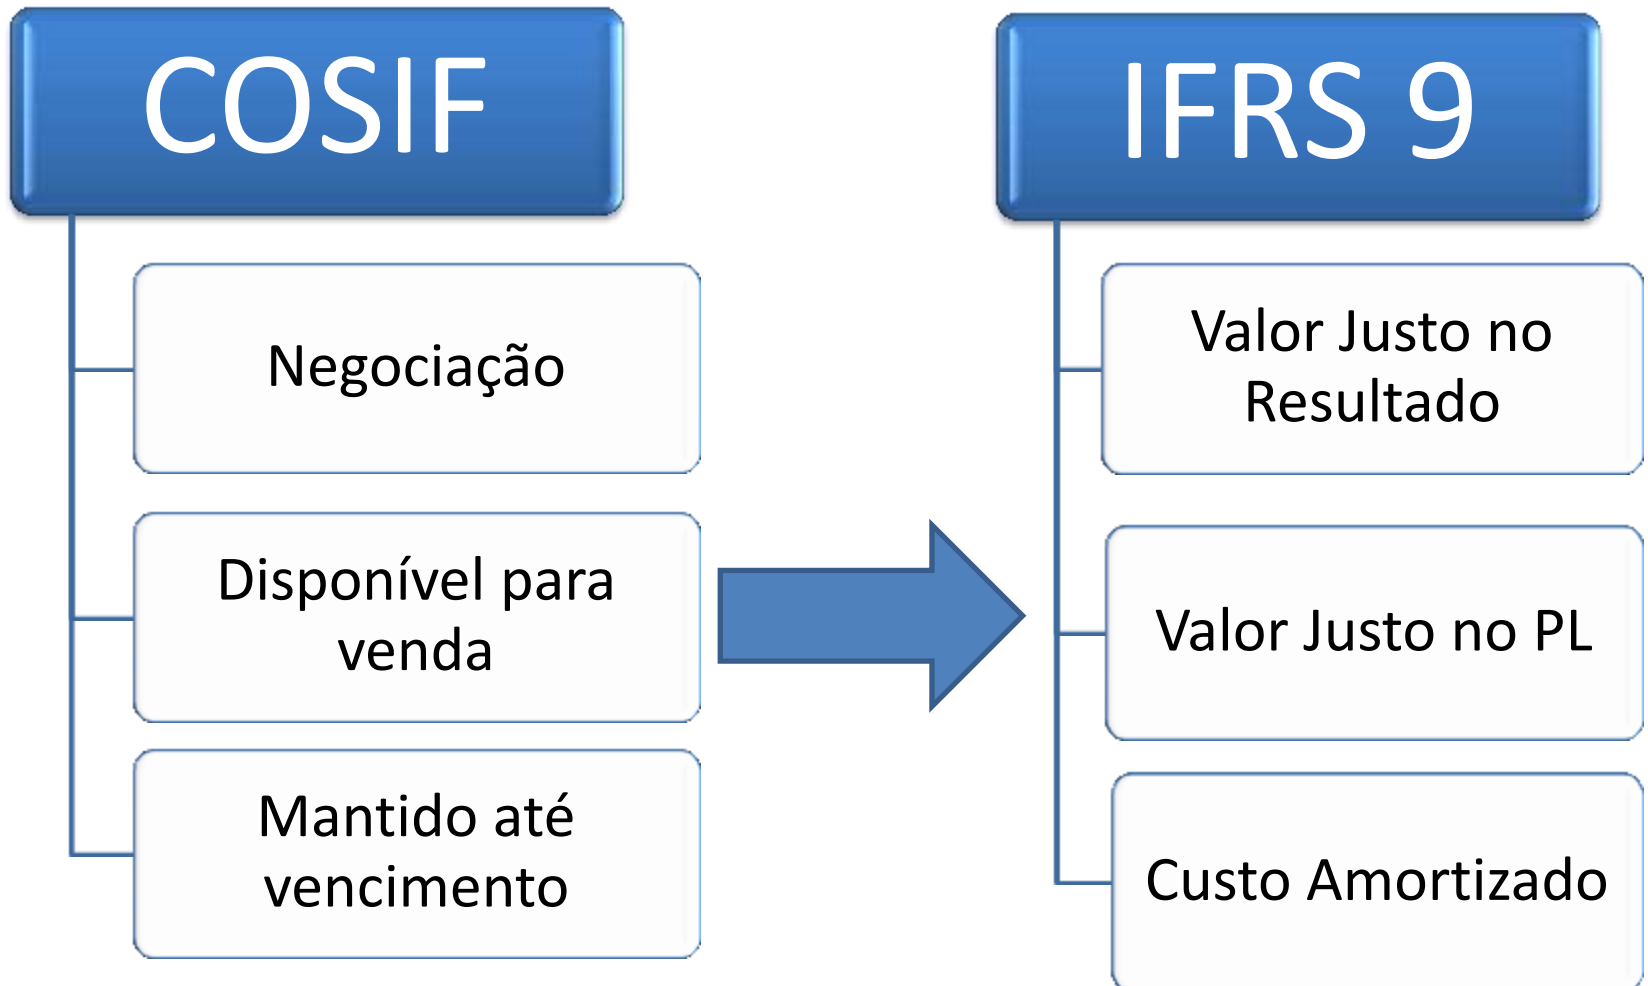 COSIF
Negociação
Disponível para
venda
Mantido até
vencimento
IFRS 9
Valor Justo no
Resultado
Valor Justo no PL
Custo Amortizado